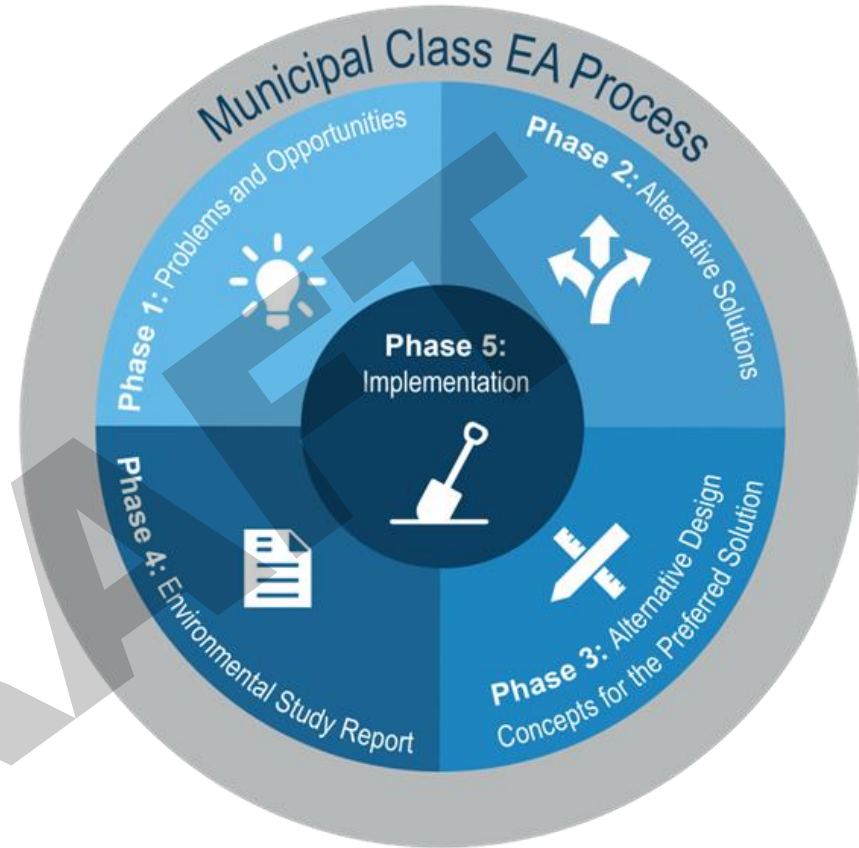 Municipal Class EA Process
Phase 1: Problems and Opportunities
Phase 2: Alternative Solutions
Phase 5:
Implementation
Phase 3: Alternative Design
Concepts for the Preferred Solution
Phase 4: Environmental Study Report
RAFT